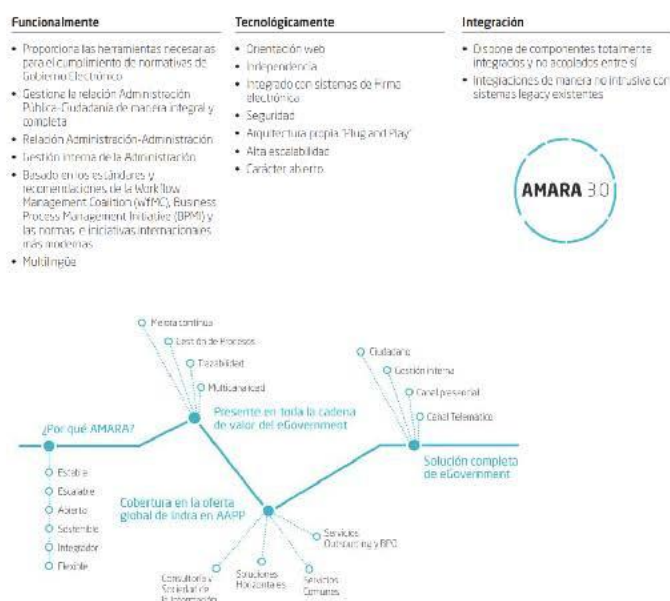 Funcionalmente
• Proporciona las herramientas necesarias
para el cumplimiento de normativas de
Gobierno Electrónico
• Gestiona la relación Administración
Pública-Ciudadanía de manera integral y
completa
• Relación Administración-Administración
• Gestión interna de la Administración
• Basado en los estándares y
recomendaciones de la Workflow
Management Coalition (WfMC), Business
Process Management Initiative (BPMI) y
las normas e iniciativas internacionales
más modernas
• Multilingüe
Tecnológicamente
• Orientación web
• Independencia
• Integrado con sistemas de Firma
electrónica
• Seguridad
• Arquitectura propia "Plug and Play"
• Alta escalabilidad
• Carácter abierto
Integración
• Dispone de componentes totalmente
integrados y no acoplados entre sí
• Integraciones de manera no intrusiva con
sistemas legacy existentes
AMARA 3.0
Mejora continua
Gestión de Procesos
Trazabilidad
Multicanalidad
Presente en toda la cadena
de valor del eGovernment
Ciudadano
Gestión interna
Canal presencial
Canal Telemático
Solución completa
de eGovernment
¿Por qué AMARA?
Estable
Escalable
Abierto
Sostenible
Integrador
Flexible
Cobertura en la oferta
global de Indra en AAPP
Consultoría y
Sociedad de
la Información
Soluciones
Horizontales
Servicios
Comunes
Servicios
Outsourcing y BPO